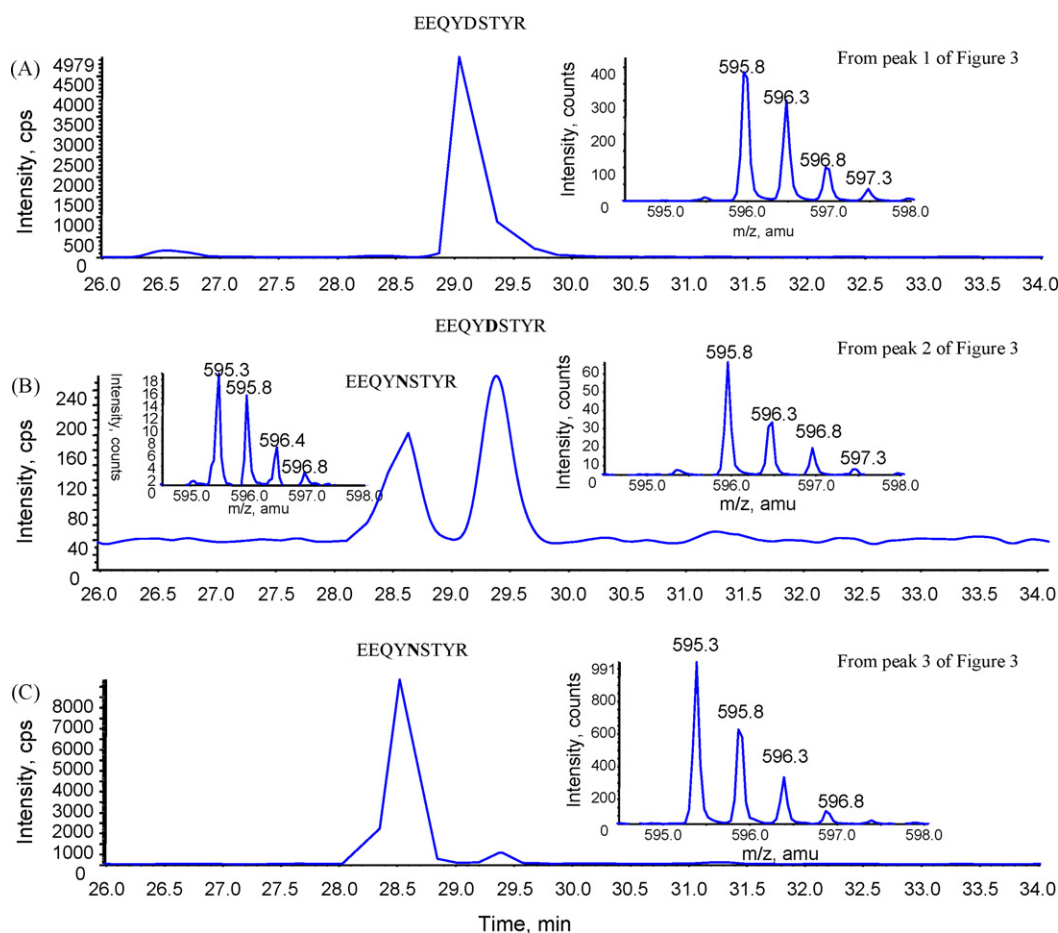 EEQYDSTYR
(A)
From peak 1 of Figure 3
Intensity, cps
4979
4500
4000
3500
3000
2500
2000
1500
1000
500
0
26.0 26.5 27.0 27.5 28.0 28.5 29.0 29.5 30.0 30.5 31.0 31.5 32.0 32.5 33.0 33.5 34.0
Intensity, counts
400
300
200
100
0
595.8
596.3
596.8
597.3
595.0 596.0 597.0 598.0
m/z, amu
EEQYDSTYR
(B)
From peak 2 of Figure 3
EEQYNSTYR
Intensity, cps
240
200
160
120
80
40
0
26.0 26.5 27.0 27.5 28.0 28.5 29.0 29.5 30.0 30.5 31.0 31.5 32.0 32.5 33.0 33.5 34.0
Intensity, counts
18
16
14
12
10
8
6
4
2
0
595.3
595.8
596.4
596.8
595.0 596.0 597.0 598.0
m/z, amu
Intensity, counts
60
50
40
30
20
10
0
595.8
596.3
596.8
597.3
595.0 596.0 597.0 598.0
m/z, amu
EEQYNSTYR
(C)
From peak 3 of Figure 3
Intensity, cps
8000
7000
6000
5000
4000
3000
2000
1000
0
26.0 26.5 27.0 27.5 28.0 28.5 29.0 29.5 30.0 30.5 31.0 31.5 32.0 32.5 33.0 33.5 34.0
Intensity, counts
991
800
600
400
200
0
595.3
595.8
596.3
596.8
595.0 596.0 597.0 598.0
m/z, amu
Time, min